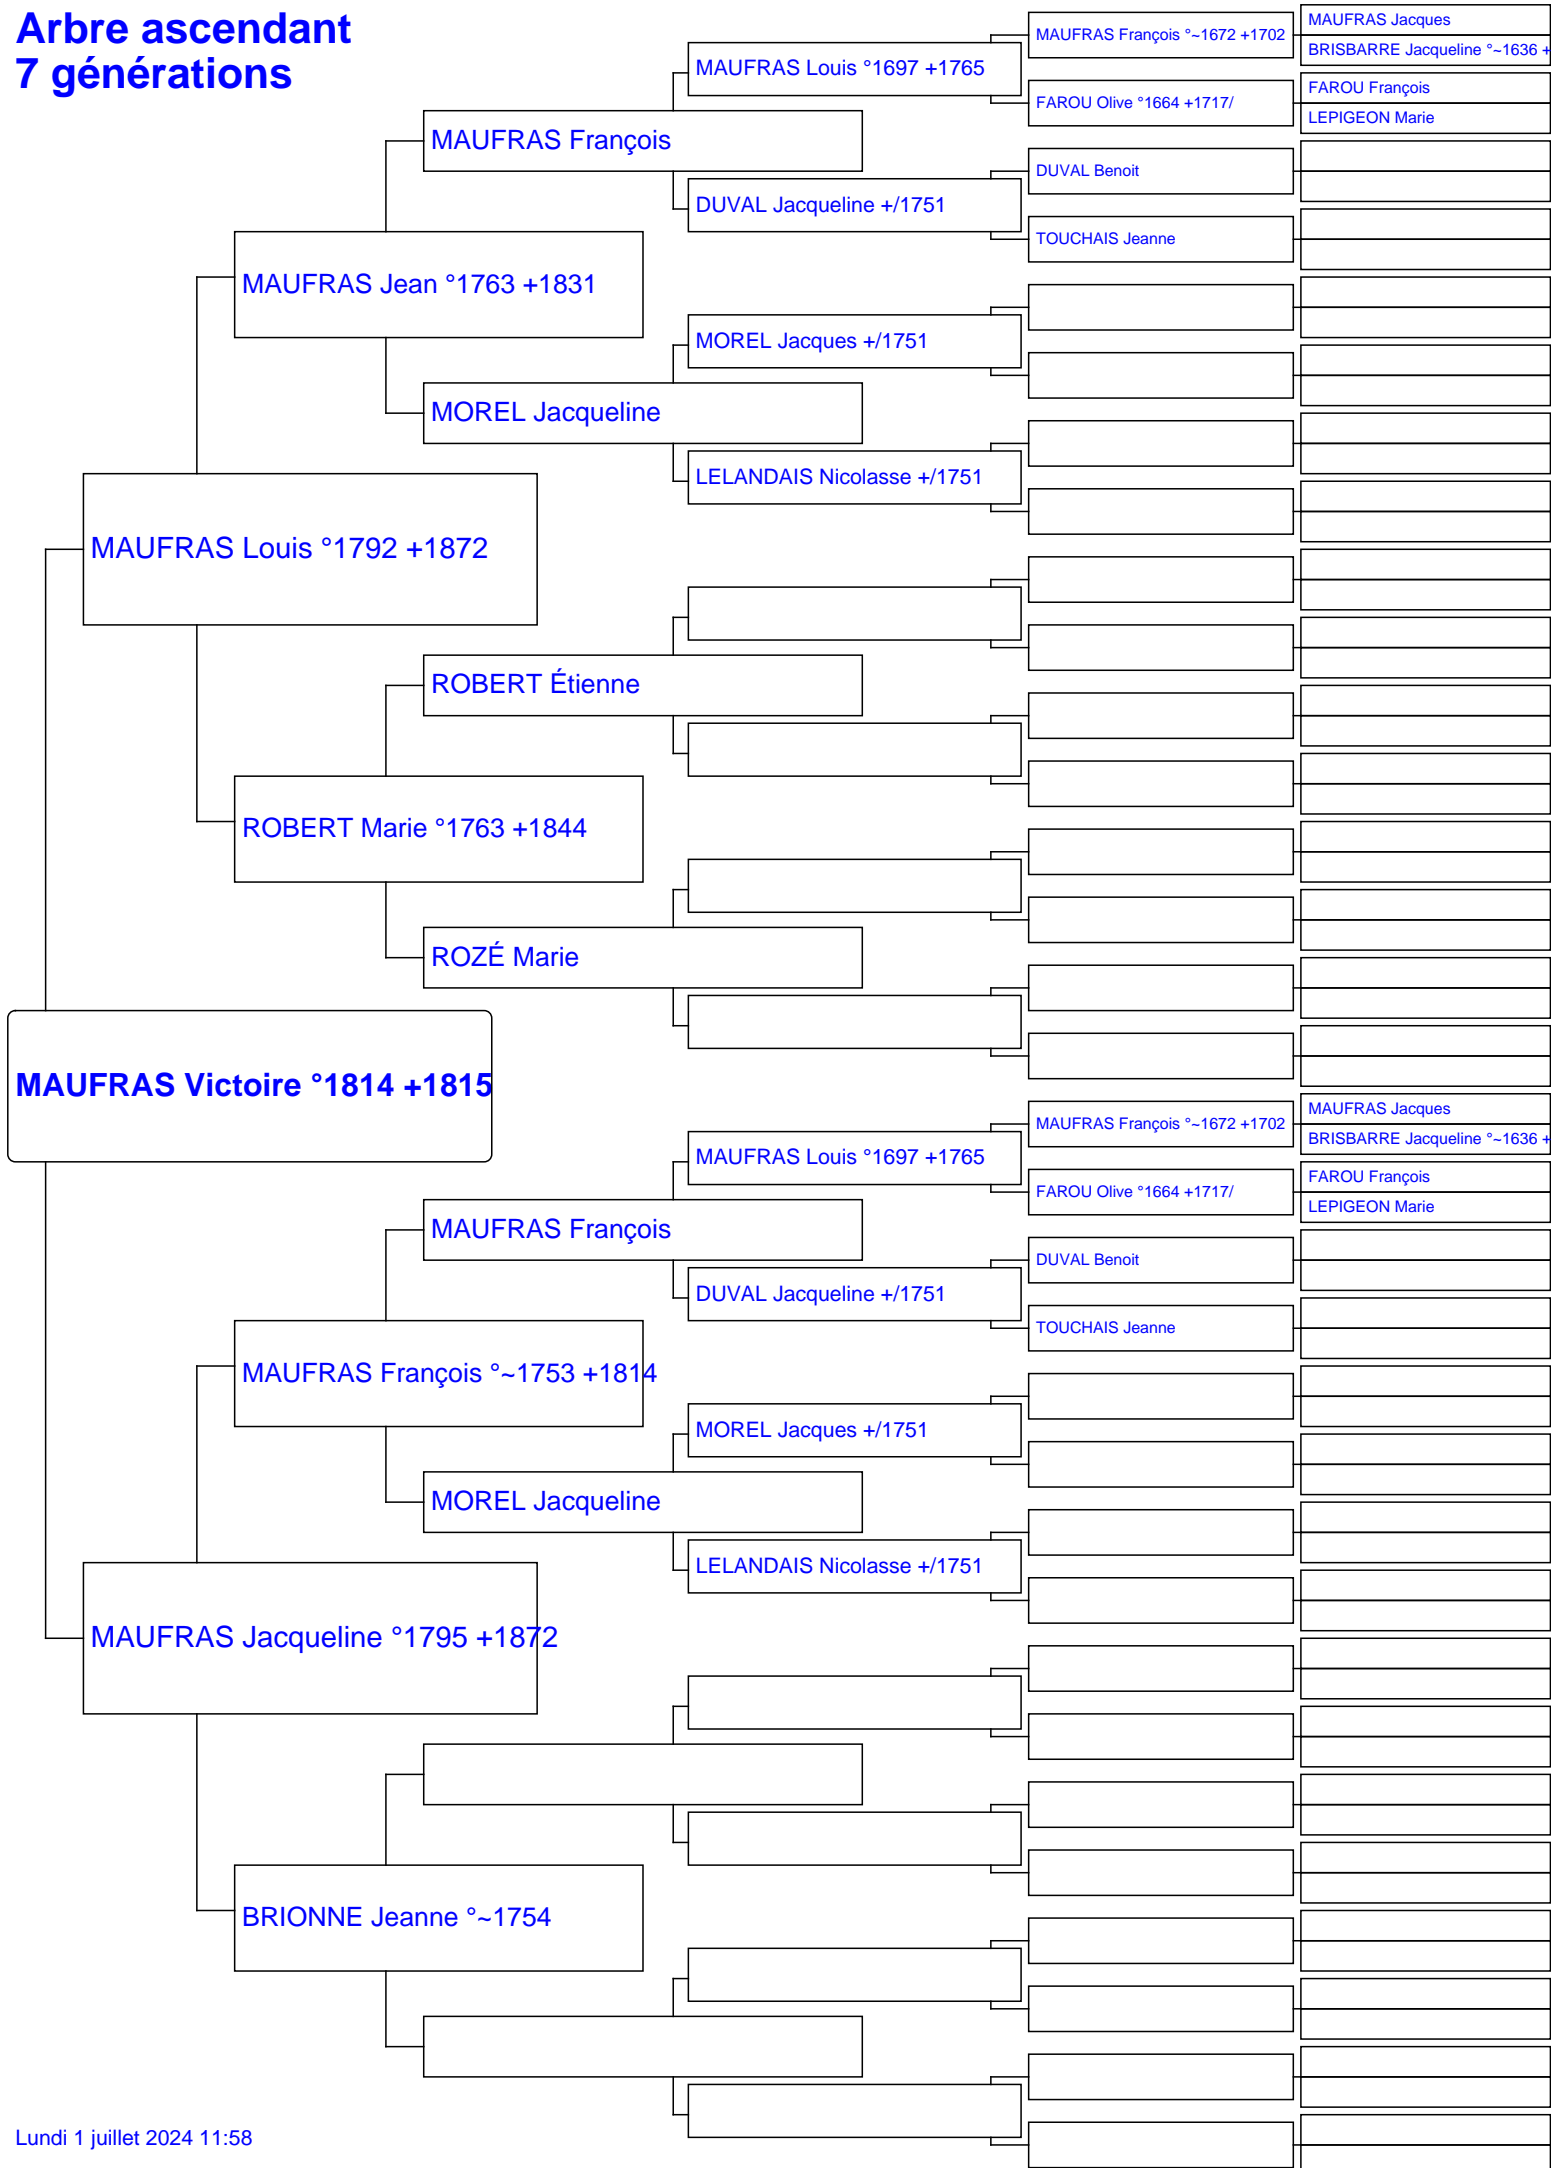 Arbre ascendant
7 générations
MAUFRAS François °~1672 +1702
MAUFRAS Jacques
BRISBARRE Jacqueline °~1636 +
MAUFRAS Louis °1697 +1765
FAROU Olive °1664 +1717/
FAROU François
LEPIGEON Marie
MAUFRAS François
DUVAL Benoit
DUVAL Jacqueline +/1751
TOUCHAIS Jeanne
MAUFRAS Jean °1763 +1831
MOREL Jacques +/1751
MOREL Jacqueline
LELANDAIS Nicolasse +/1751
MAUFRAS Louis °1792 +1872
ROBERT Étienne
ROBERT Marie °1763 +1844
ROZÉ Marie
MAUFRAS Victoire °1814 +1815
MAUFRAS François °~1672 +1702
MAUFRAS Jacques
BRISBARRE Jacqueline °~1636 +
MAUFRAS Louis °1697 +1765
FAROU Olive °1664 +1717/
FAROU François
LEPIGEON Marie
MAUFRAS François
DUVAL Benoit
DUVAL Jacqueline +/1751
TOUCHAIS Jeanne
MAUFRAS François °~1753 +1814
MOREL Jacques +/1751
MOREL Jacqueline
LELANDAIS Nicolasse +/1751
MAUFRAS Jacqueline °1795 +1872
BRIONNE Jeanne °~1754
Lundi 1 juillet 2024 11:58